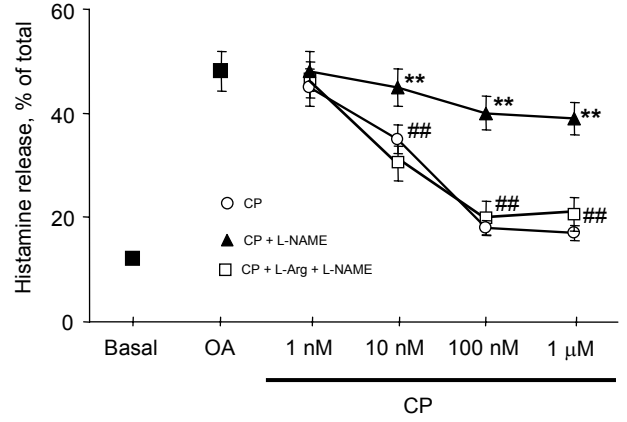 Histamine release, % of total
60
40
20
0
**
**
**
##
##
##
CP
CP + L-NAME
CP + L-Arg + L-NAME
Basal OA 1 nM 10 nM 100 nM 1 μM
CP